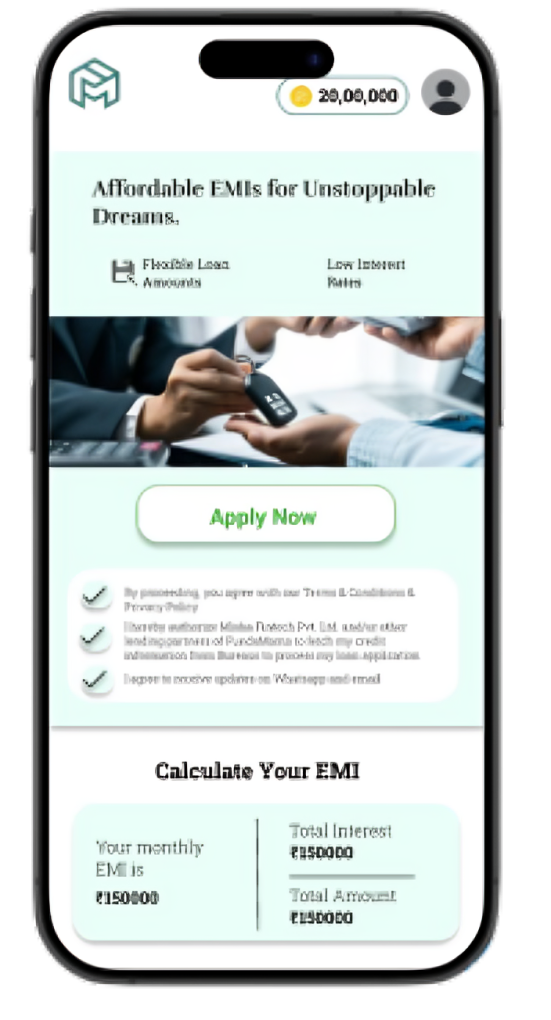 20,00,000
Affordable EMIs for Unstoppable
Dreams.
Flexible Loan
Amounts
Low Interest
Rates
Apply Now
By proceeding, you agree with our Terms & Conditions &
Privacy Policy
I hereby authorize Fintech Pvt. Ltd. and/or other
lending partners of to fetch my credit
information from Bureaus to process my loan application
I agree to receive updates on Whatsapp and email
Calculate Your EMI
Your monthly
EMI is
₹150000
Total Interest
₹150000
Total Amount
₹150000